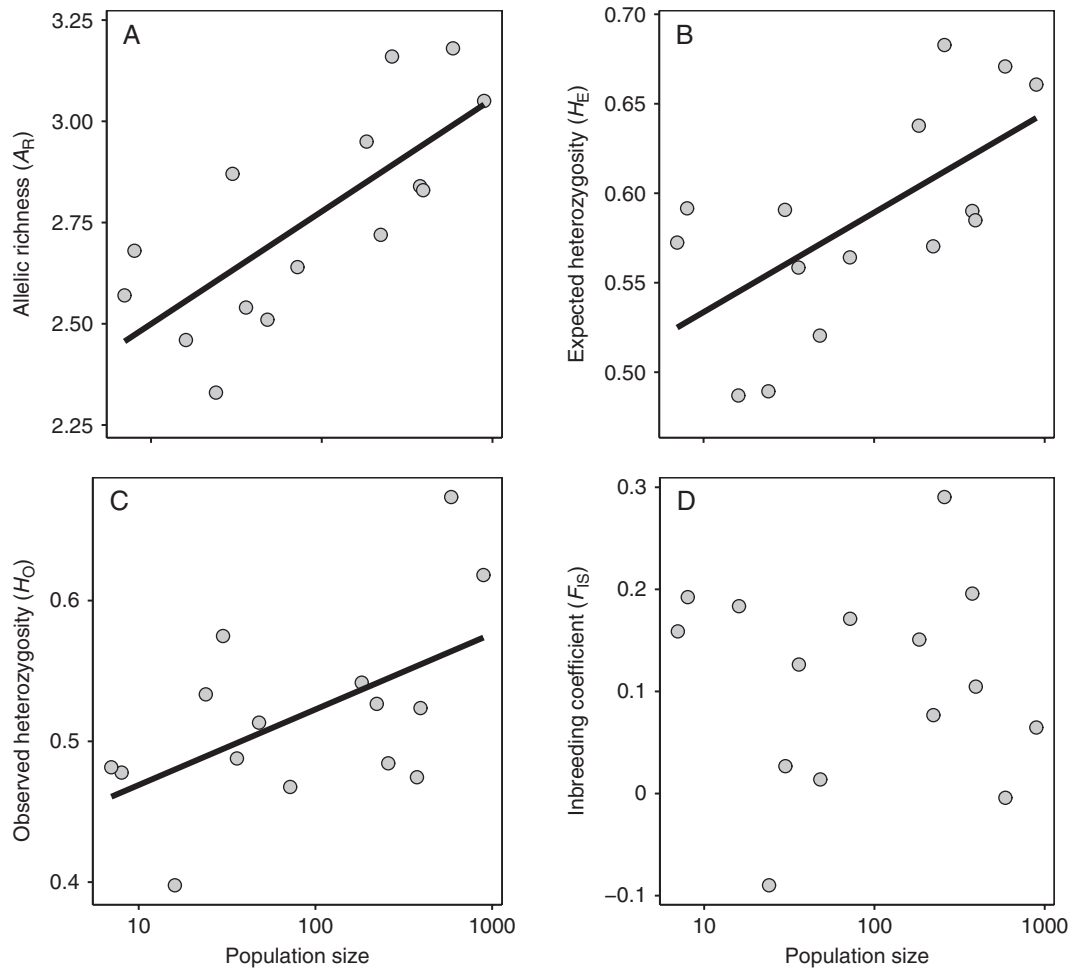 A
Allelic richness (AR)
3.25
3.00
2.75
2.50
2.25
B
Expected heterozygosity (HE)
0.70
0.65
0.60
0.55
0.50
C
Observed heterozygosity (HO)
0.6
0.5
0.4
10 100 1000
Population size
D
Inbreeding coefficient (FIS)
0.3
0.2
0.1
0
−0.1
10 100 1000
Population size